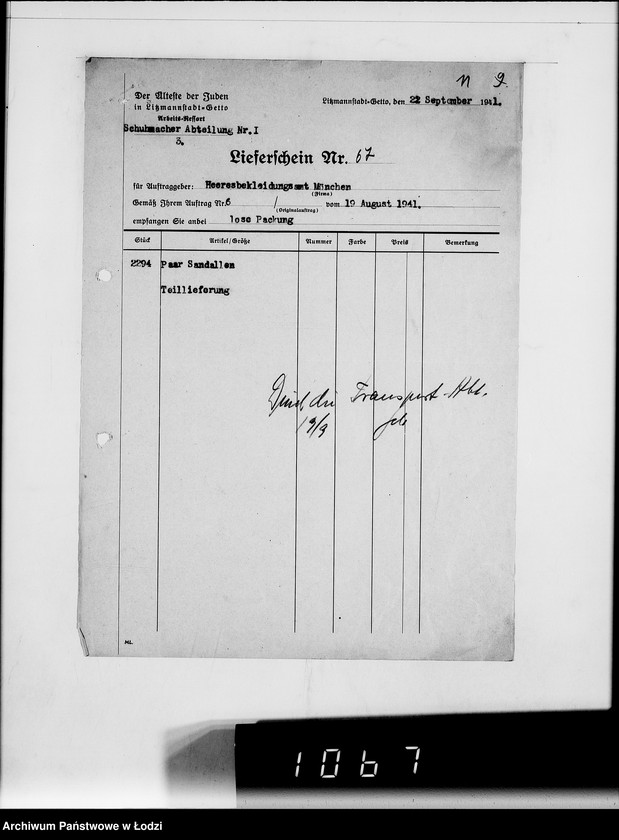 9
Der Älteste der Juden
in Litzmannstadt-Getto
Arbeits-Ressort
Schuhmacher Abteilung Nr.I
3.
Litzmannstadt-Getto, den 22 September 1941.
Lieferschein Nr. 67
für Auftraggeber: Heeresbekleidungsamt München
(Firma)
Gemäß Ihrem Auftrag Nr. 6 / vom 19 August 1941.
(Originalauftrag)
empfangen Sie anbei lose Packung
Stück Artikel/Größe Nummer Farbe Preis Bemerkung
2294 Paar Sandallen
Teillieferung
Durch die Transport-Abt.
19/9
1067
Archiwum Państwowe w Łodzi